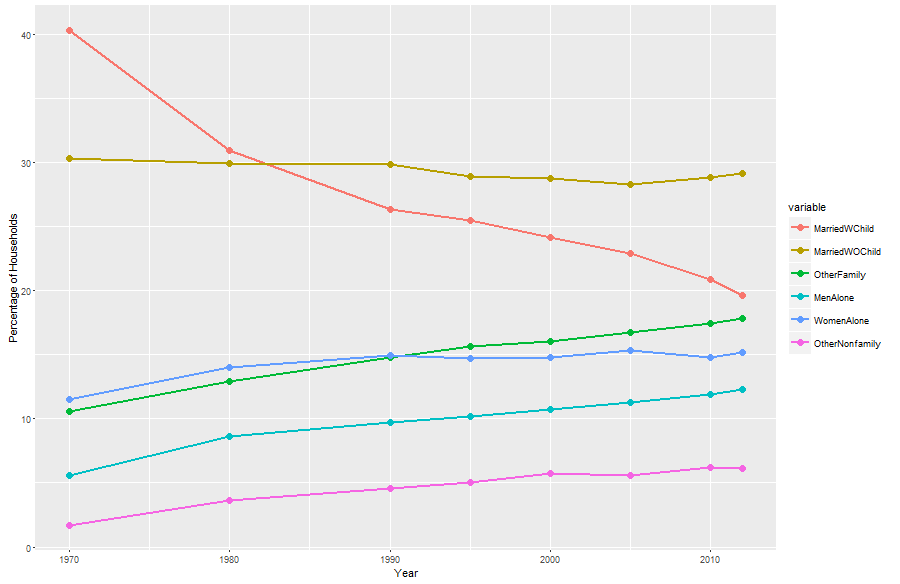 Percentage of Households
40
30
20
10
0
1970
1980
1990
2000
2010
Year
variable
MarriedWChild
MarriedWOChild
OtherFamily
MenAlone
WomenAlone
OtherNonfamily